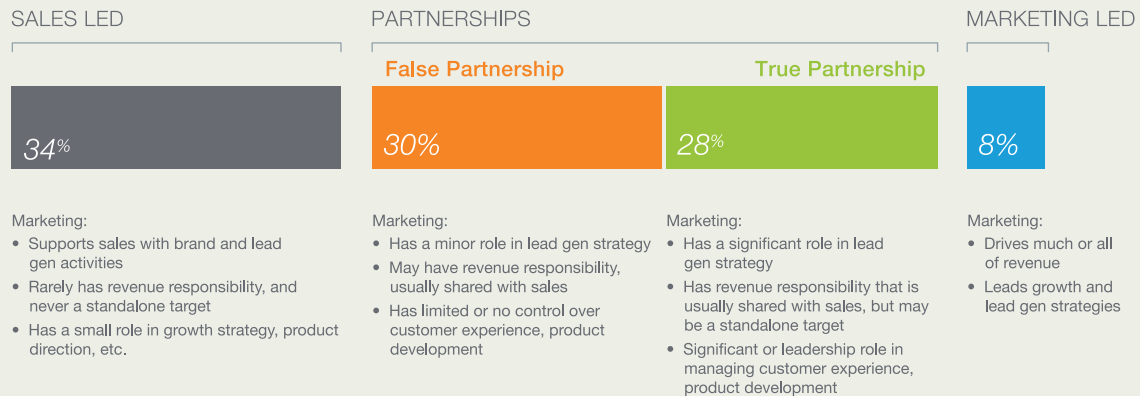 SALES LED
PARTNERSHIPS
MARKETING LED
False Partnership
True Partnership
34%
30%
28%
8%
Marketing:
• Supports sales with brand and lead
gen activities
• Rarely has revenue responsibility, and
never a standalone target
• Has a small role in growth strategy, product
direction, etc.
Marketing:
• Has a minor role in lead gen strategy
• May have revenue responsibility,
usually shared with sales
• Has limited or no control over
customer experience, product
development
Marketing:
• Has a significant role in lead
gen strategy
• Has revenue responsibility that is
usually shared with sales, but may
be a standalone target
• Significant or leadership role in
managing customer experience,
product development
Marketing:
• Drives much or all
of revenue
• Leads growth and
lead gen strategies